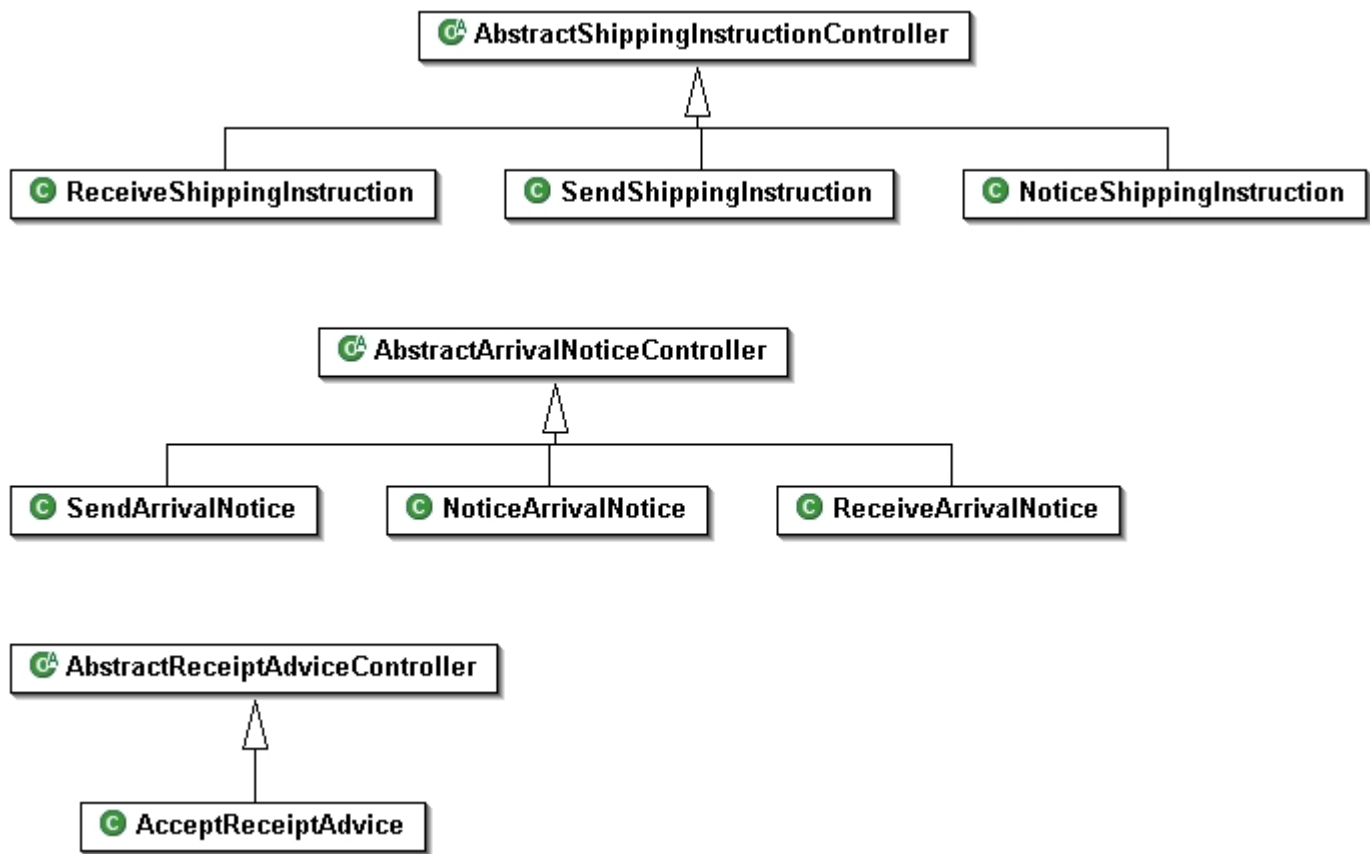 AbstractShippingInstructionController
ReceiveShippingInstruction
SendShippingInstruction
NoticeShippingInstruction
AbstractArrivalNoticeController
SendArrivalNotice
NoticeArrivalNotice
ReceiveArrivalNotice
AbstractReceiptAdviceController
AcceptReceiptAdvice